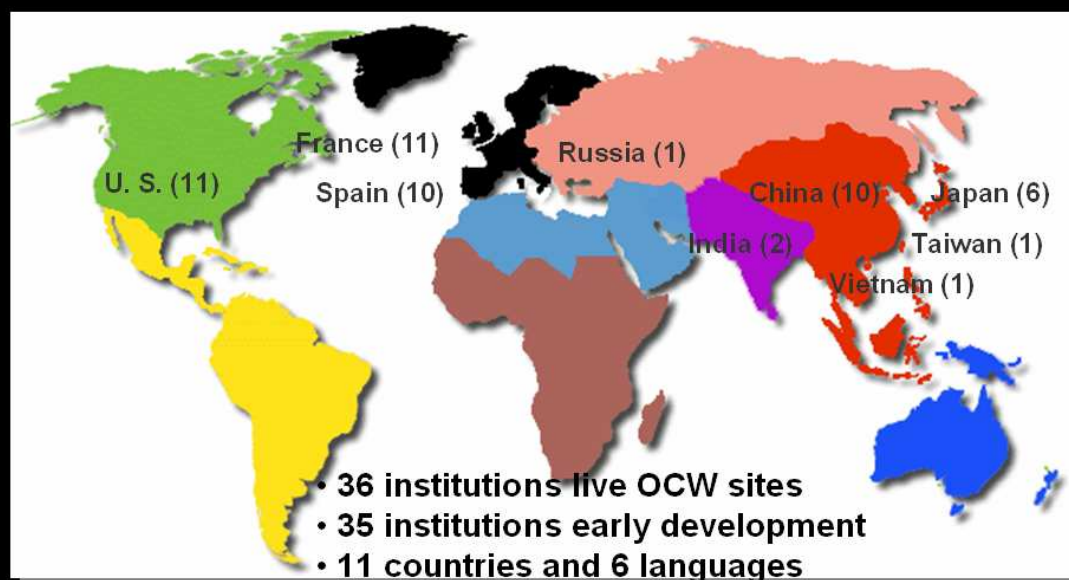 France (11)
Russia (1)
U. S. (11)
Spain (10)
China (10)
Japan (6)
India (2)
Taiwan (1)
Vietnam (1)
• 36 institutions live OCW sites
• 35 institutions early development
• 11 countries and 6 languages